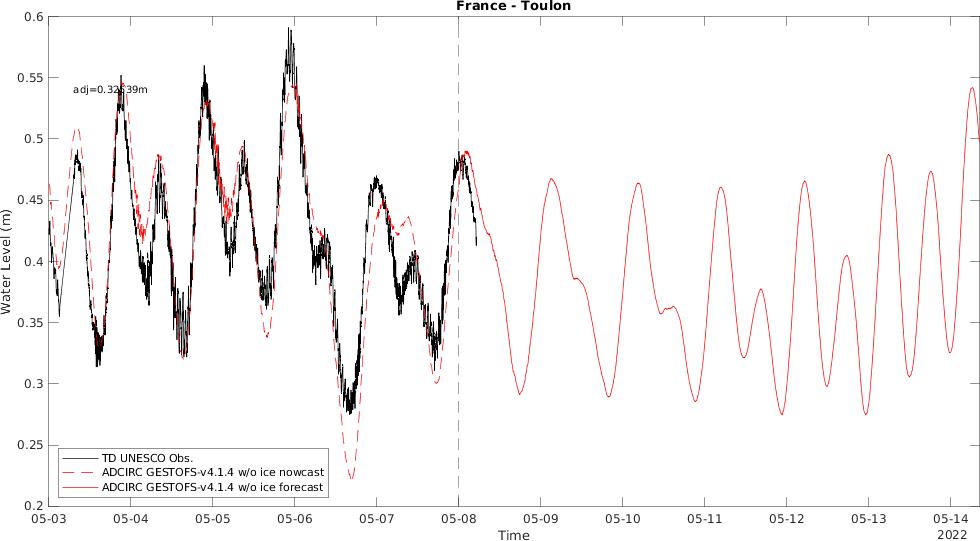 France - Toulon
0.6
0.55
0.5
0.45
0.4
0.35
0.3
0.25
0.2
Water Level (m)
TD UNESCO Obs.
ADCIRC GESTOFS-v4.1.4 w/o ice nowcast
ADCIRC GESTOFS-v4.1.4 w/o ice forecast
05-03 05-04 05-05 05-06 05-07 05-08 05-09 05-10 05-11 05-12 05-13 05-14
Time
2022